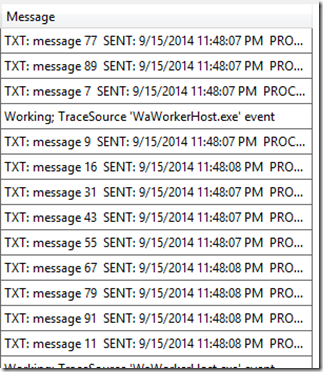 Message
TXT: message 77  SENT: 9/15/2014 11:48:07 PM  PRO...
TXT: message 89  SENT: 9/15/2014 11:48:07 PM  PRO...
TXT: message 7  SENT: 9/15/2014 11:48:07 PM  PROC...
Working; TraceSource 'WaWorkerHost.exe' event
TXT: message 9  SENT: 9/15/2014 11:48:07 PM  PROC...
TXT: message 16  SENT: 9/15/2014 11:48:08 PM  PRO...
TXT: message 31  SENT: 9/15/2014 11:48:07 PM  PRO...
TXT: message 43  SENT: 9/15/2014 11:48:07 PM  PRO...
TXT: message 55  SENT: 9/15/2014 11:48:07 PM  PRO...
TXT: message 67  SENT: 9/15/2014 11:48:08 PM  PRO...
TXT: message 79  SENT: 9/15/2014 11:48:08 PM  PRO...
TXT: message 91  SENT: 9/15/2014 11:48:08 PM  PRO...
TXT: message 11  SENT: 9/15/2014 11:48:08 PM  PRO...
Working; TraceSource 'WaWorkerHost.exe' event